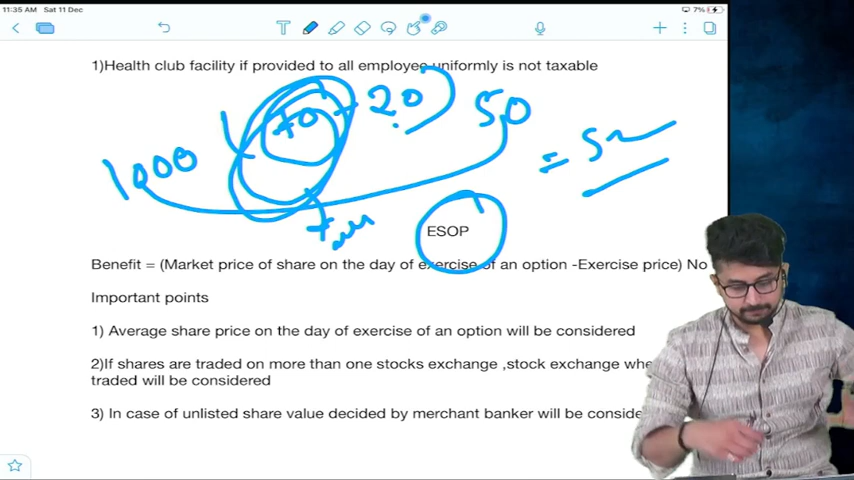 11:35 AM Sat 11 Dec 7%
T
1)Health club facility if provided to all employee uniformly is not taxable
70 - 20 50
1000 =
ESOP
Benefit = (Market price of share on the day of exercise of an option -Exercise price) No
Important points
1) Average share price on the day of exercise of an option will be considered
2)If shares are traded on more than one stocks exchange ,stock exchange whe
traded will be considered
3) In case of unlisted share value decided by merchant banker will be conside